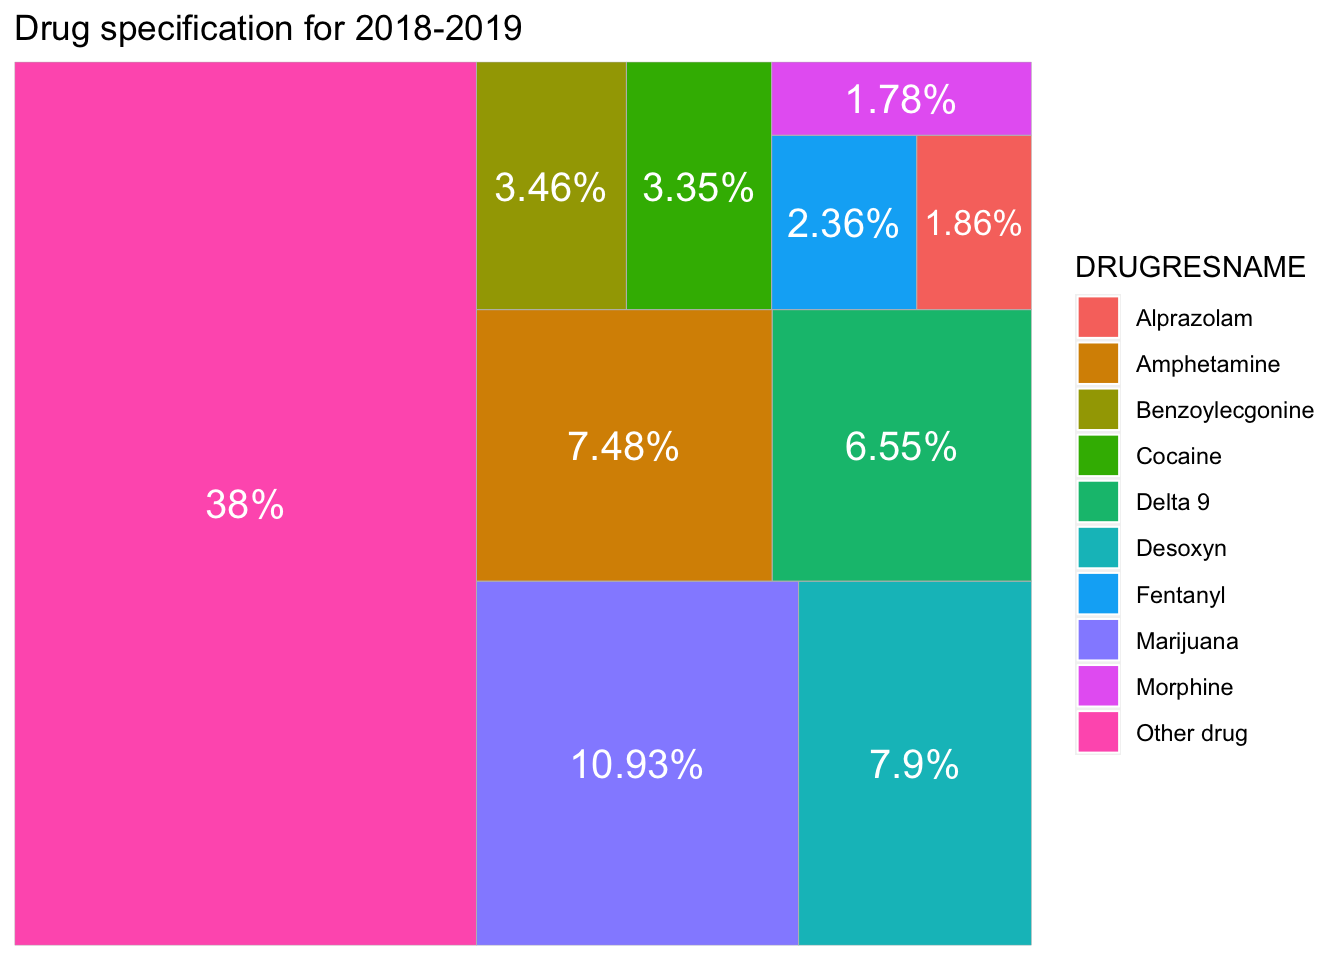 Drug specification for 2018-2019
1.78%
3.46%
3.35%
2.36%
1.86%
7.48%
6.55%
38%
10.93%
7.9%
DRUGRESNAME
Alprazolam
Amphetamine
Benzoylecgonine
Cocaine
Delta 9
Desoxyn
Fentanyl
Marijuana
Morphine
Other drug